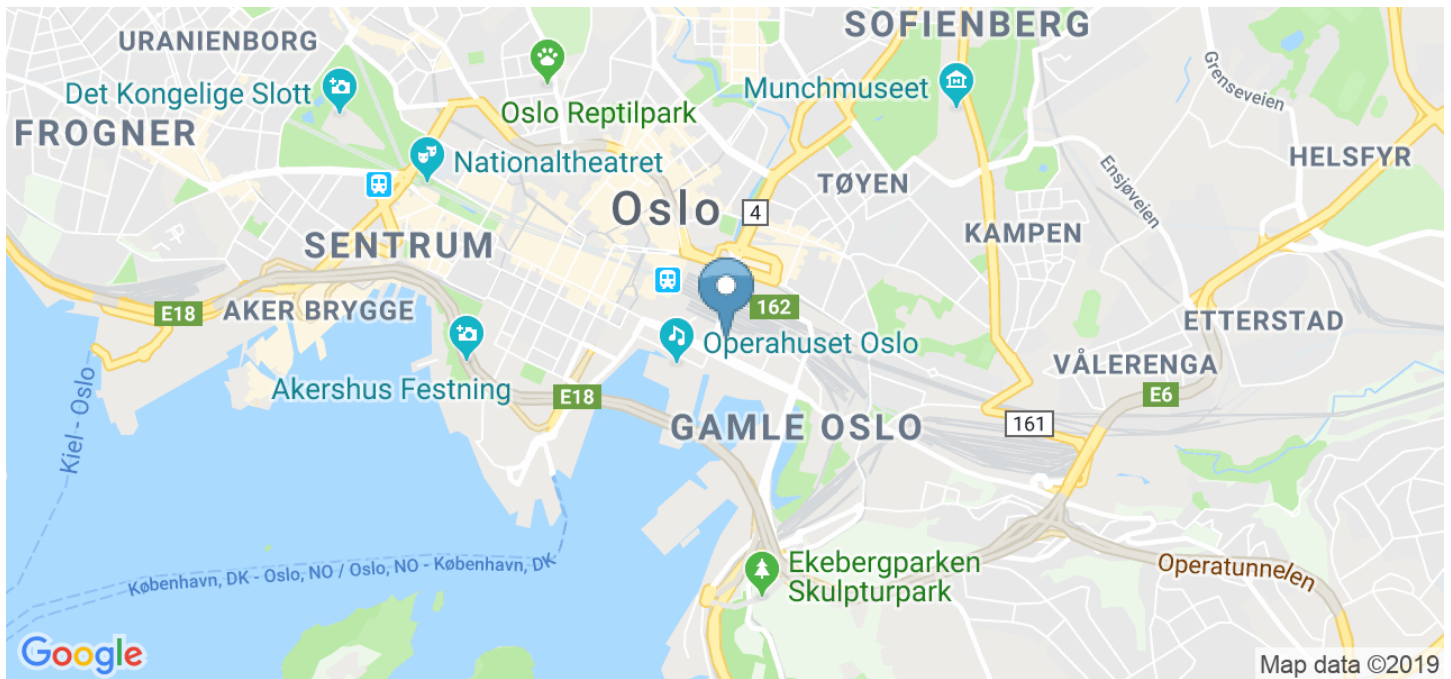 SOFIENBERG
URANIENBORG
Det Kongelige Slott
Munchmuseet
Grenseveien
Oslo Reptilpark
FROGNER
HELSFYR
Nationaltheatret
Ensjøveien
TØYEN
Oslo
4
KAMPEN
SENTRUM
162
E18
AKER BRYGGE
ETTERSTAD
Operahuset Oslo
VÅLERENGA
Akershus Festning
E18
E6
Kiel - Oslo
GAMLE OSLO
161
København, DK - Oslo, NO / Oslo, NO - København, DK
Ekebergparken
Skulpturpark
Operatunnelen
Google
Map data ©2019